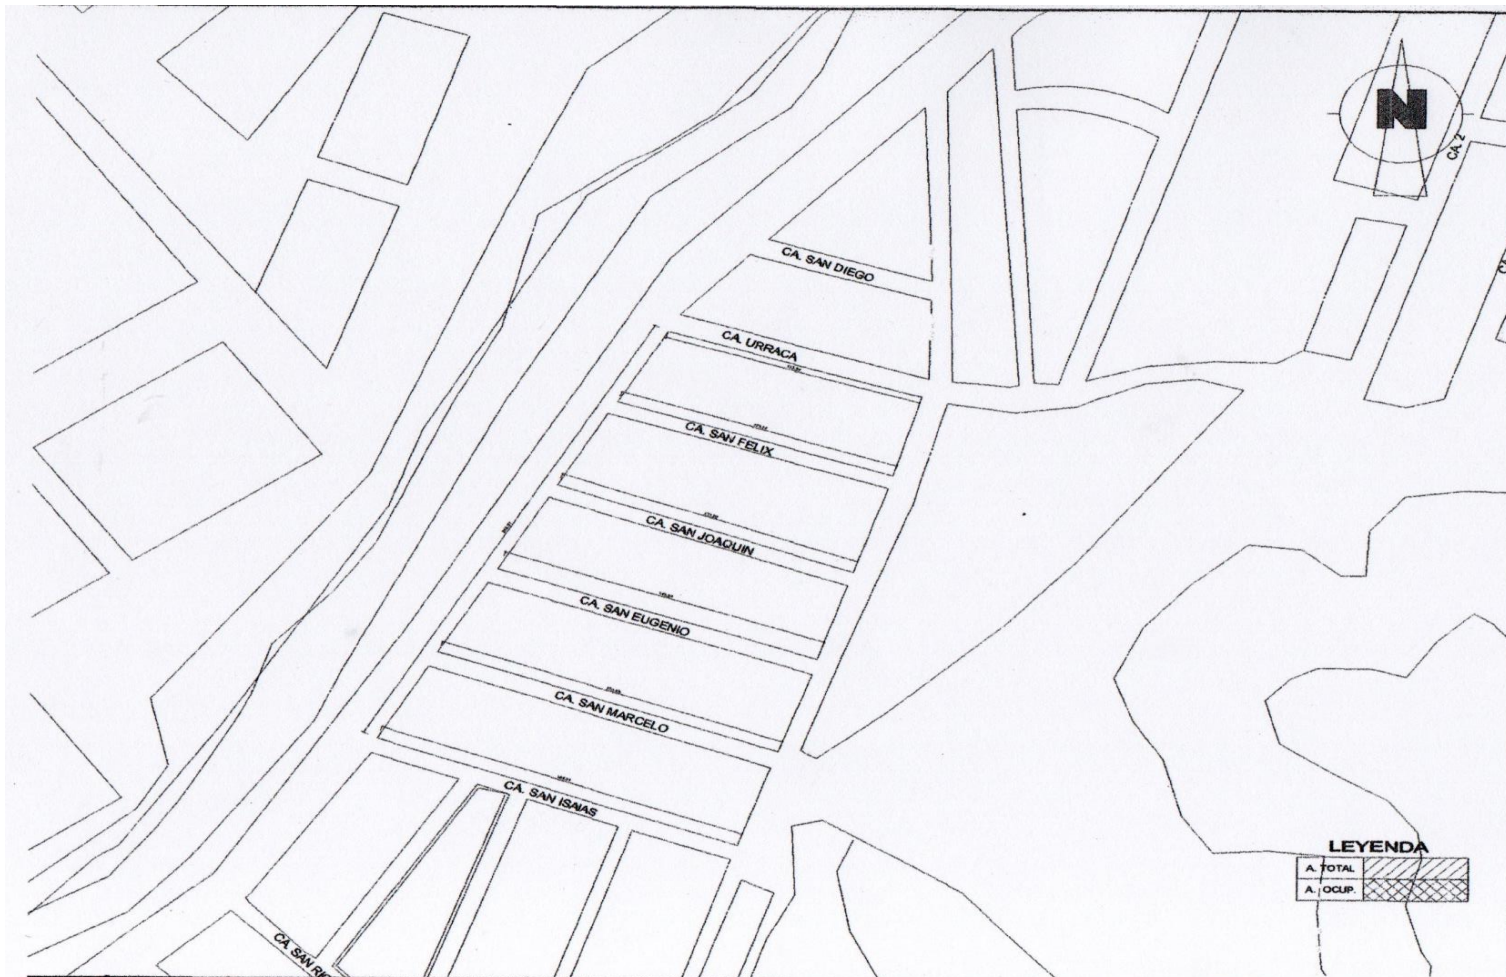 N
CA. 2
CA. SAN DIEGO
CA. URRACA
CA. SAN FELIX
CA. SAN JOAQUIN
CA. SAN EUGENIO
CA. SAN MARCELO
CA. SAN ISAIAS
LEYENDA
A. TOTAL
A. OCUP.